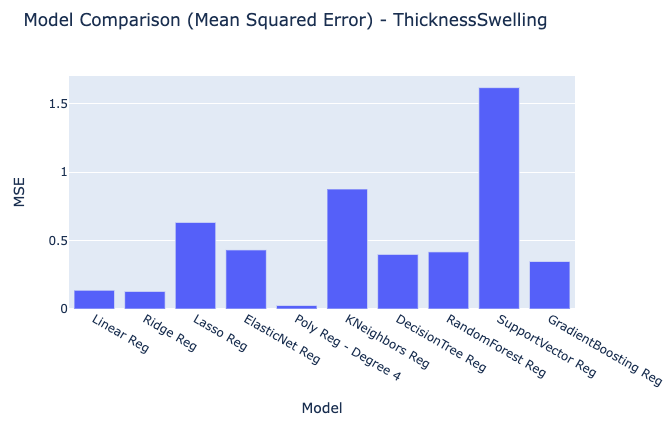 Model Comparison (Mean Squared Error) - ThicknessSwelling
MSE
1.5
1
0.5
0
Linear Reg
Ridge Reg
Lasso Reg
ElasticNet Reg
Poly Reg - Degree 4
KNeighbors Reg
DecisionTree Reg
RandomForest Reg
SupportVector Reg
GradientBoosting Reg
Model